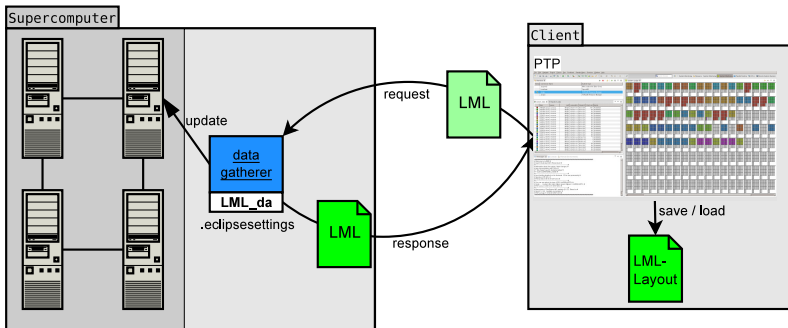 Supercomputer
Client
PTP
LML
request
update
data
gatherer
LML_da
.eclipsesettings
LML
response
save / load
LML-
Layout